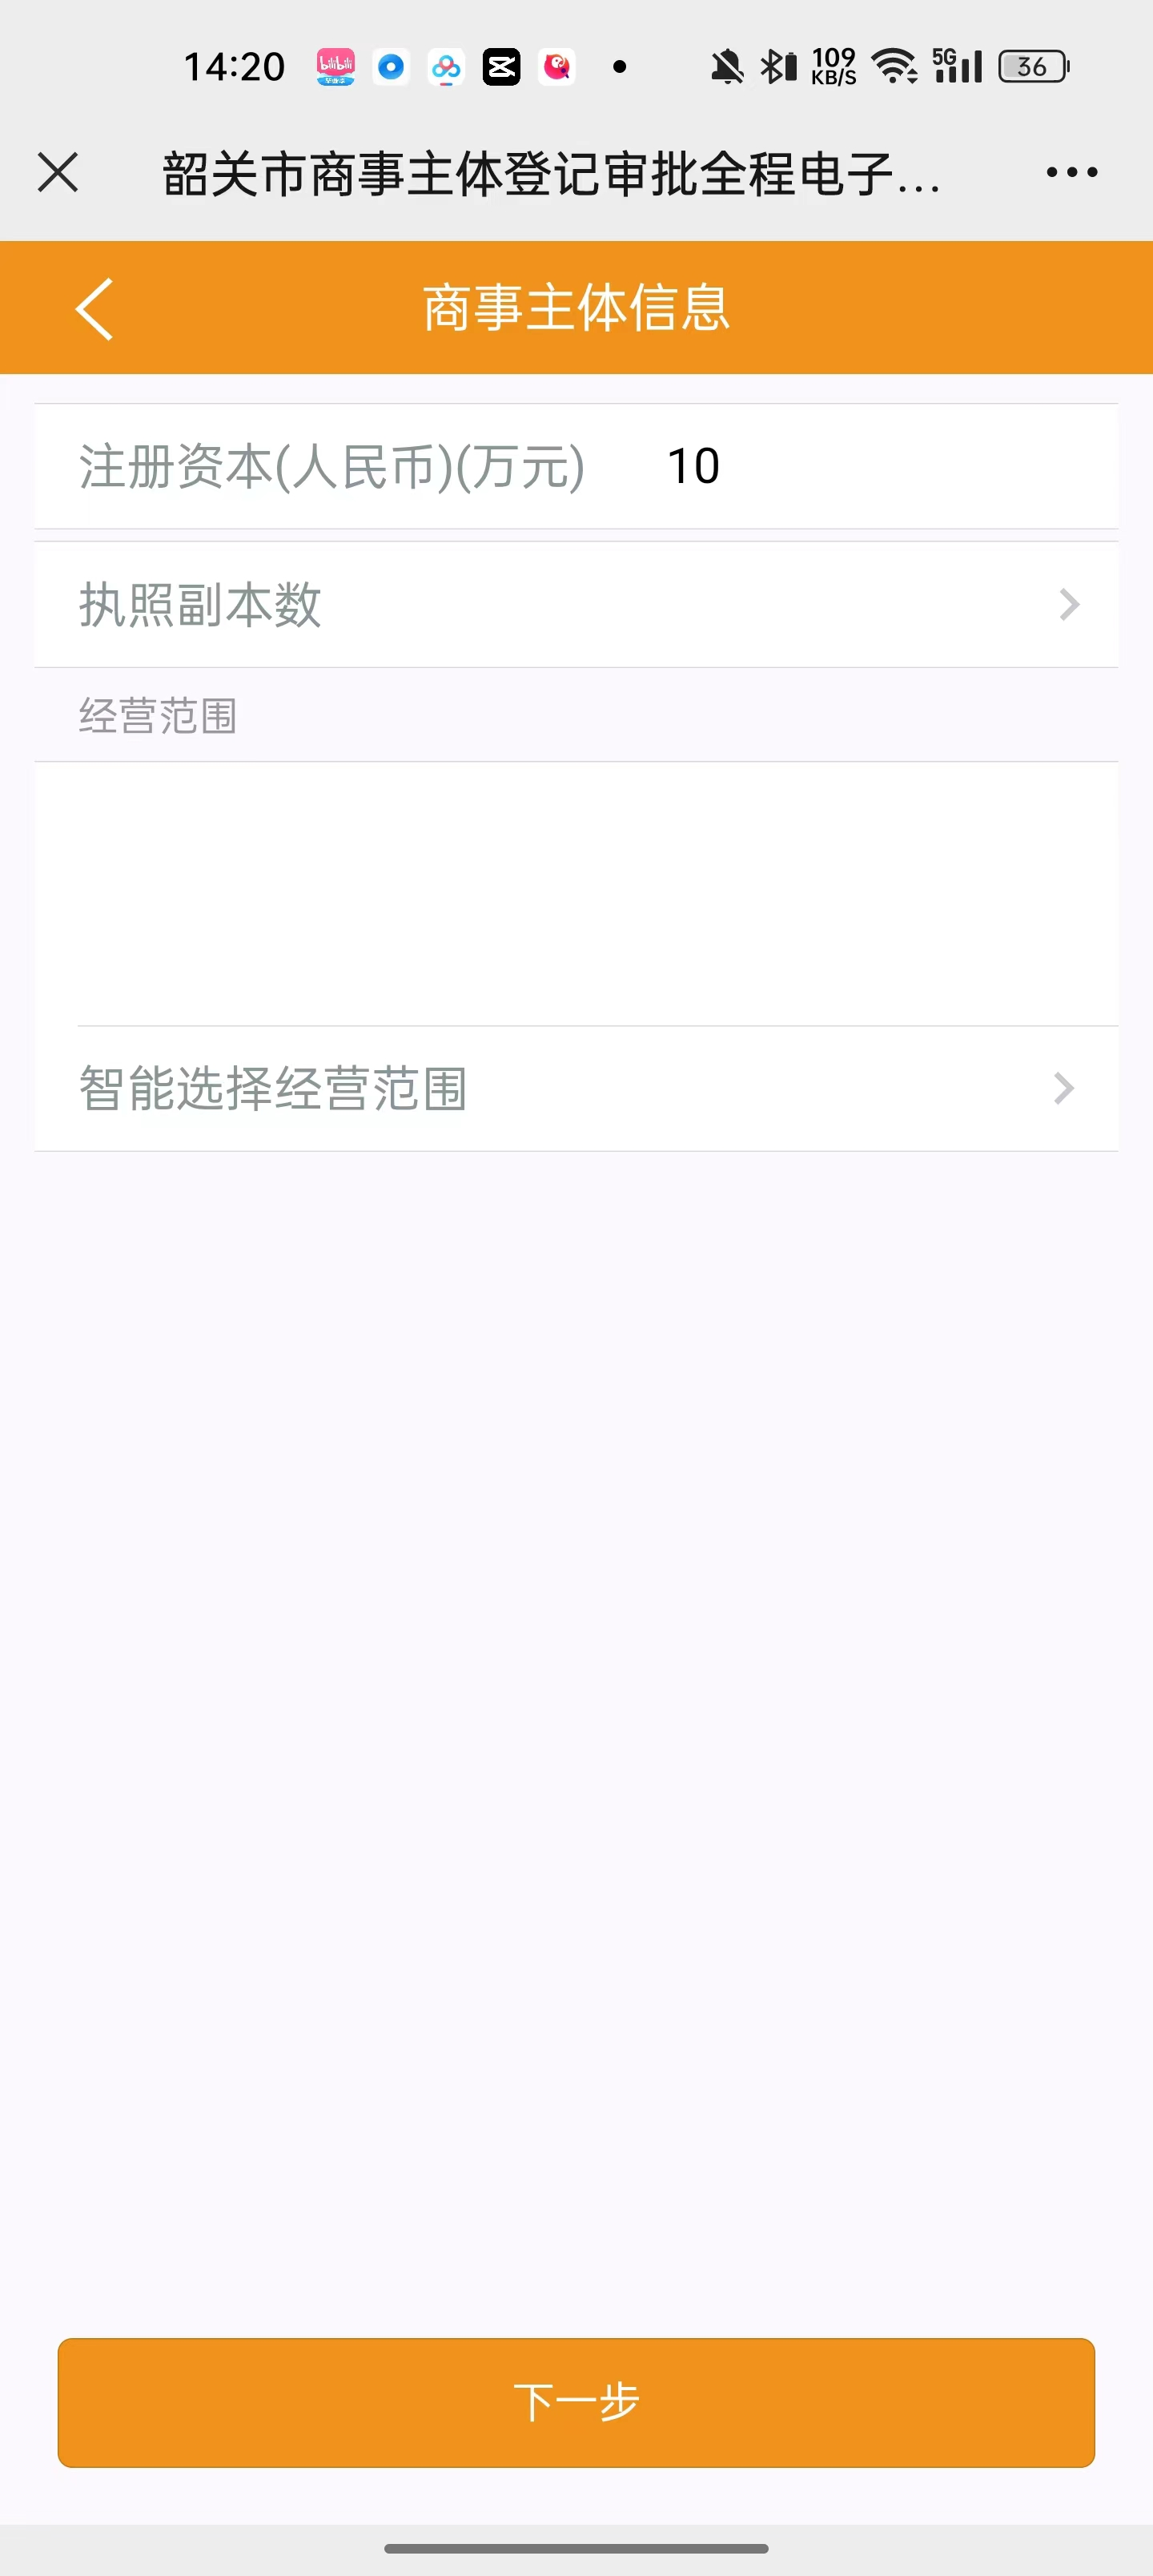 14:20
bilibili
109
KB/S
5G
36
韶关市商事主体登记审批全程电子...
商事主体信息
注册资本(人民币)(万元) 10
执照副本数
经营范围
智能选择经营范围
下一步